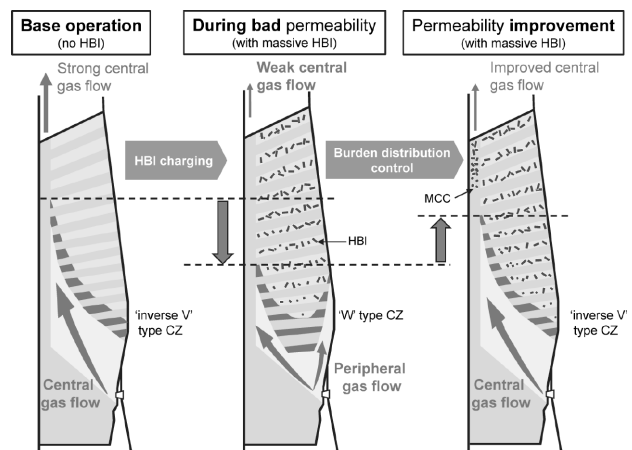 Base operation
(no HBI)
During bad permeability
(with massive HBI)
Permeability improvement
(with massive HBI)
Strong central
gas flow
Weak central
gas flow
Improved central
gas flow
HBI charging
Burden distribution
control
MCC
HBI
'inverse V'
type CZ
'W' type CZ
'inverse V'
type CZ
Central
gas flow
Peripheral
gas flow
Central
gas flow